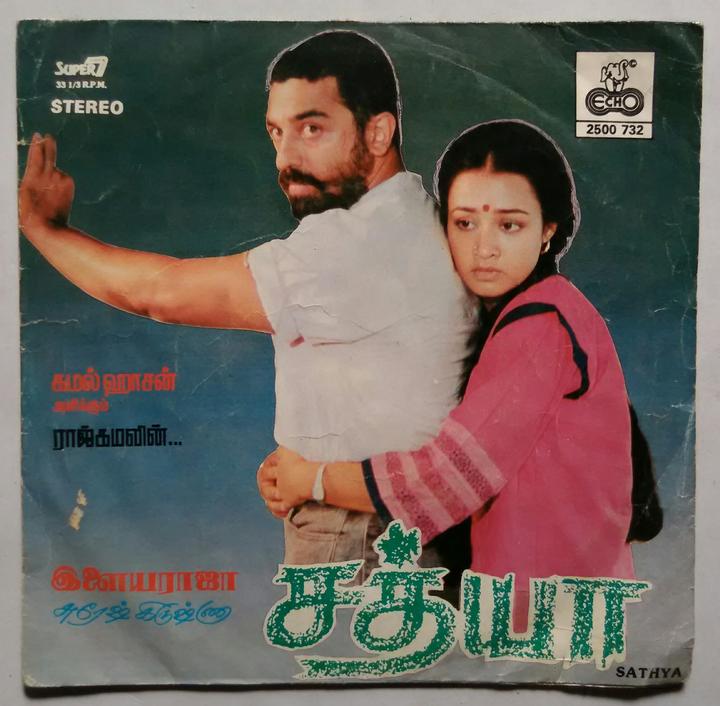 SUPER 7
33 1/3 R.P.M.
STEREO
©
ECHO
2500 732
கமல் ஹாசன்
அளிக்கும்
ராஜ்கமலின்...
இளையராஜா
சுரேஷ் கிருஷ்ணா
சத்யா
SATHYA